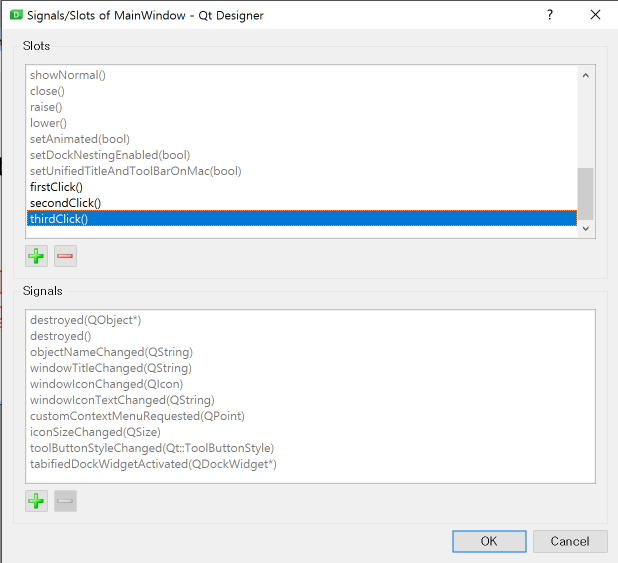 Signals/Slots of MainWindow - Qt Designer
Slots
showNormal()
close()
raise()
lower()
setAnimated(bool)
setDockNestingEnabled(bool)
setUnifiedTitleAndToolBarOnMac(bool)
firstClick()
secondClick()
thirdClick()
Signals
destroyed(QObject*)
destroyed()
objectNameChanged(QString)
windowTitleChanged(QString)
windowIconChanged(QIcon)
windowIconTextChanged(QString)
customContextMenuRequested(QPoint)
iconSizeChanged(QSize)
toolButtonStyleChanged(Qt::ToolButtonStyle)
tabifiedDockWidgetActivated(QDockWidget*)
OK Cancel